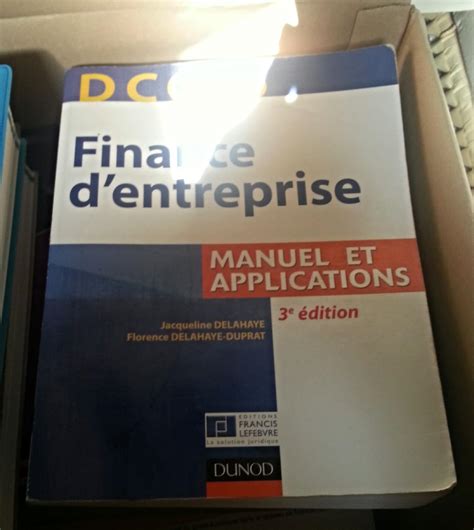 Finance
d'entreprise
MANUEL ET
APPLICATIONS
3e édition
Jacqueline DELAHAYE
Florence DELAHAYE-DUPRAT
EDITIONS
FRANCIS
LEFEBVRE
La solution juridique
DUNOD